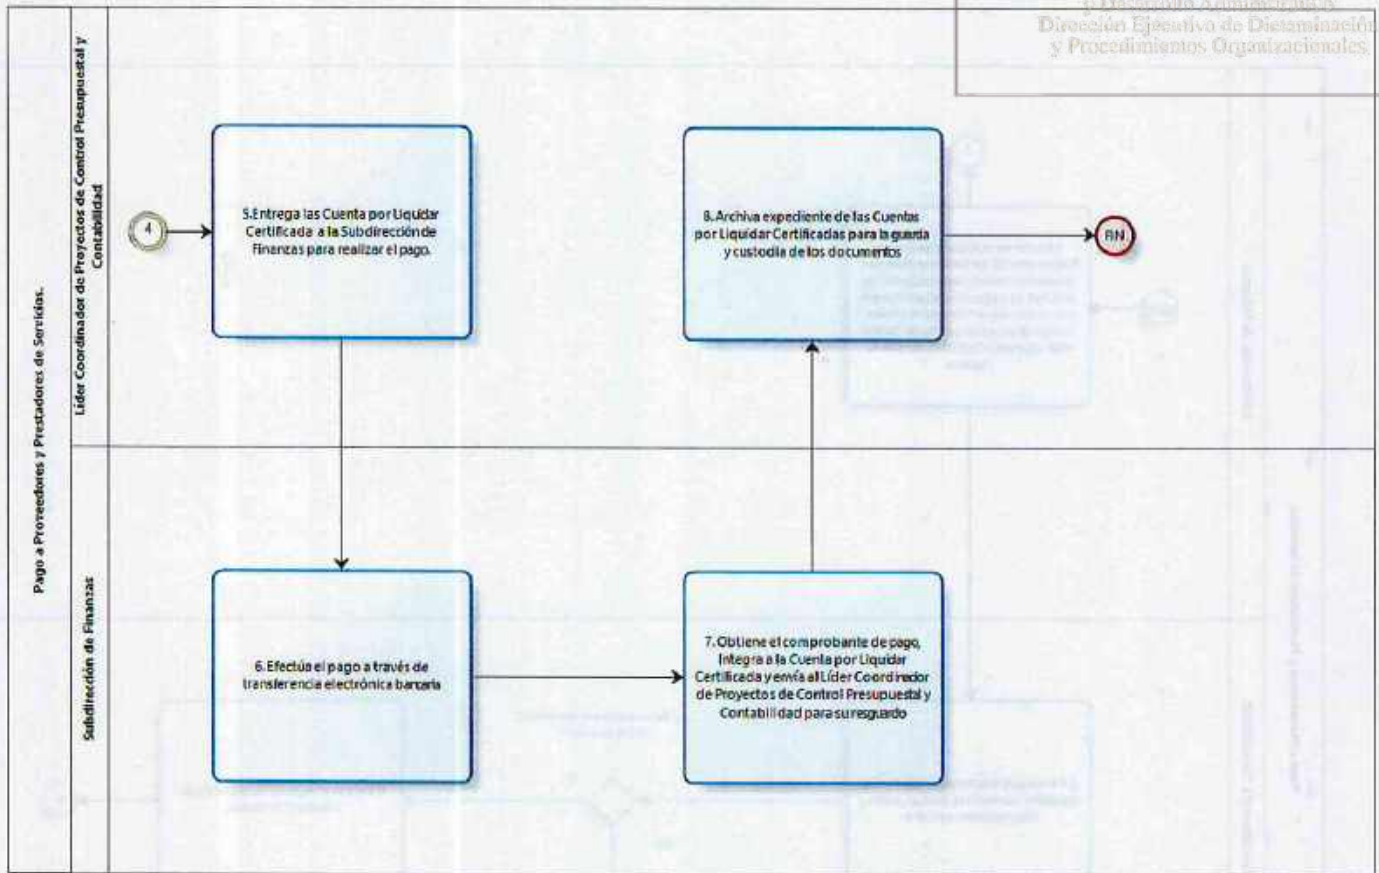 y Desarrollo Administrativo
Dirección Ejecutiva de Dictaminación
y Procedimientos Organizacionales
Pago a Proveedores y Prestadores de Servicios.
Líder Coordinador de Proyectos de Control Presupuestal y
Contabilidad
4
5.Entrega las Cuenta por Liquidar
Certificada a la Subdirección de
Finanzas para realizar el pago.
8.Archiva expediente de las Cuentas
por Liquidar Certificadas para la guarda
y custodia de los documentos
FIN
Subdirección de Finanzas
6.Efectúa el pago a través de
transferencia electrónica bancaria
7.Obtiene el comprobante de pago,
Integra a la Cuenta por Liquidar
Certificada y envía al Líder Coordinador
de Proyectos de Control Presupuestal y
Contabilidad para su resguardo